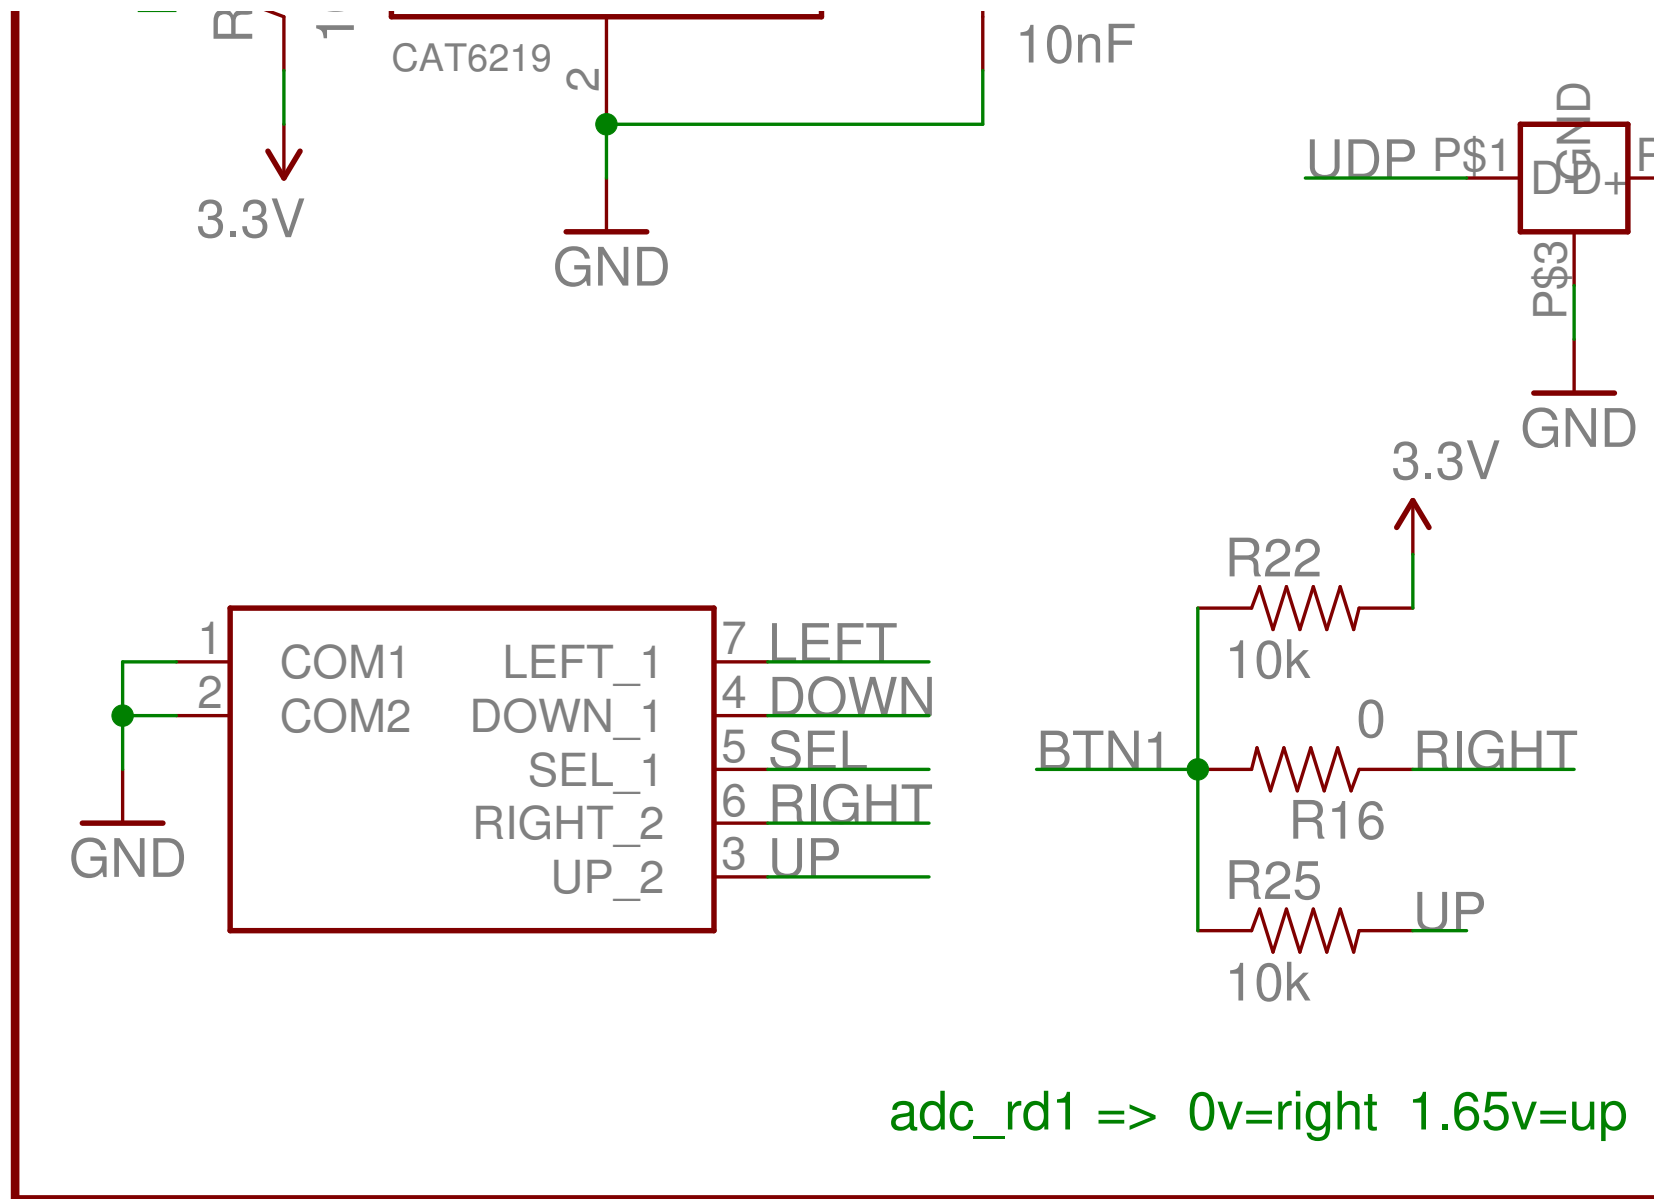 R
1
CAT6219
2
10nF
3.3V
GND
GND
UDP
P$1
D-
D+
P$3
GND
3.3V
R22
10k
1
COM1
LEFT_1
7
LEFT
2
COM2
DOWN_1
4
DOWN
SEL_1
5
SEL
RIGHT_2
6
RIGHT
UP_2
3
UP
GND
BTN1
0
RIGHT
R16
R25
UP
10k
adc_rd1 => 0v=right 1.65v=up